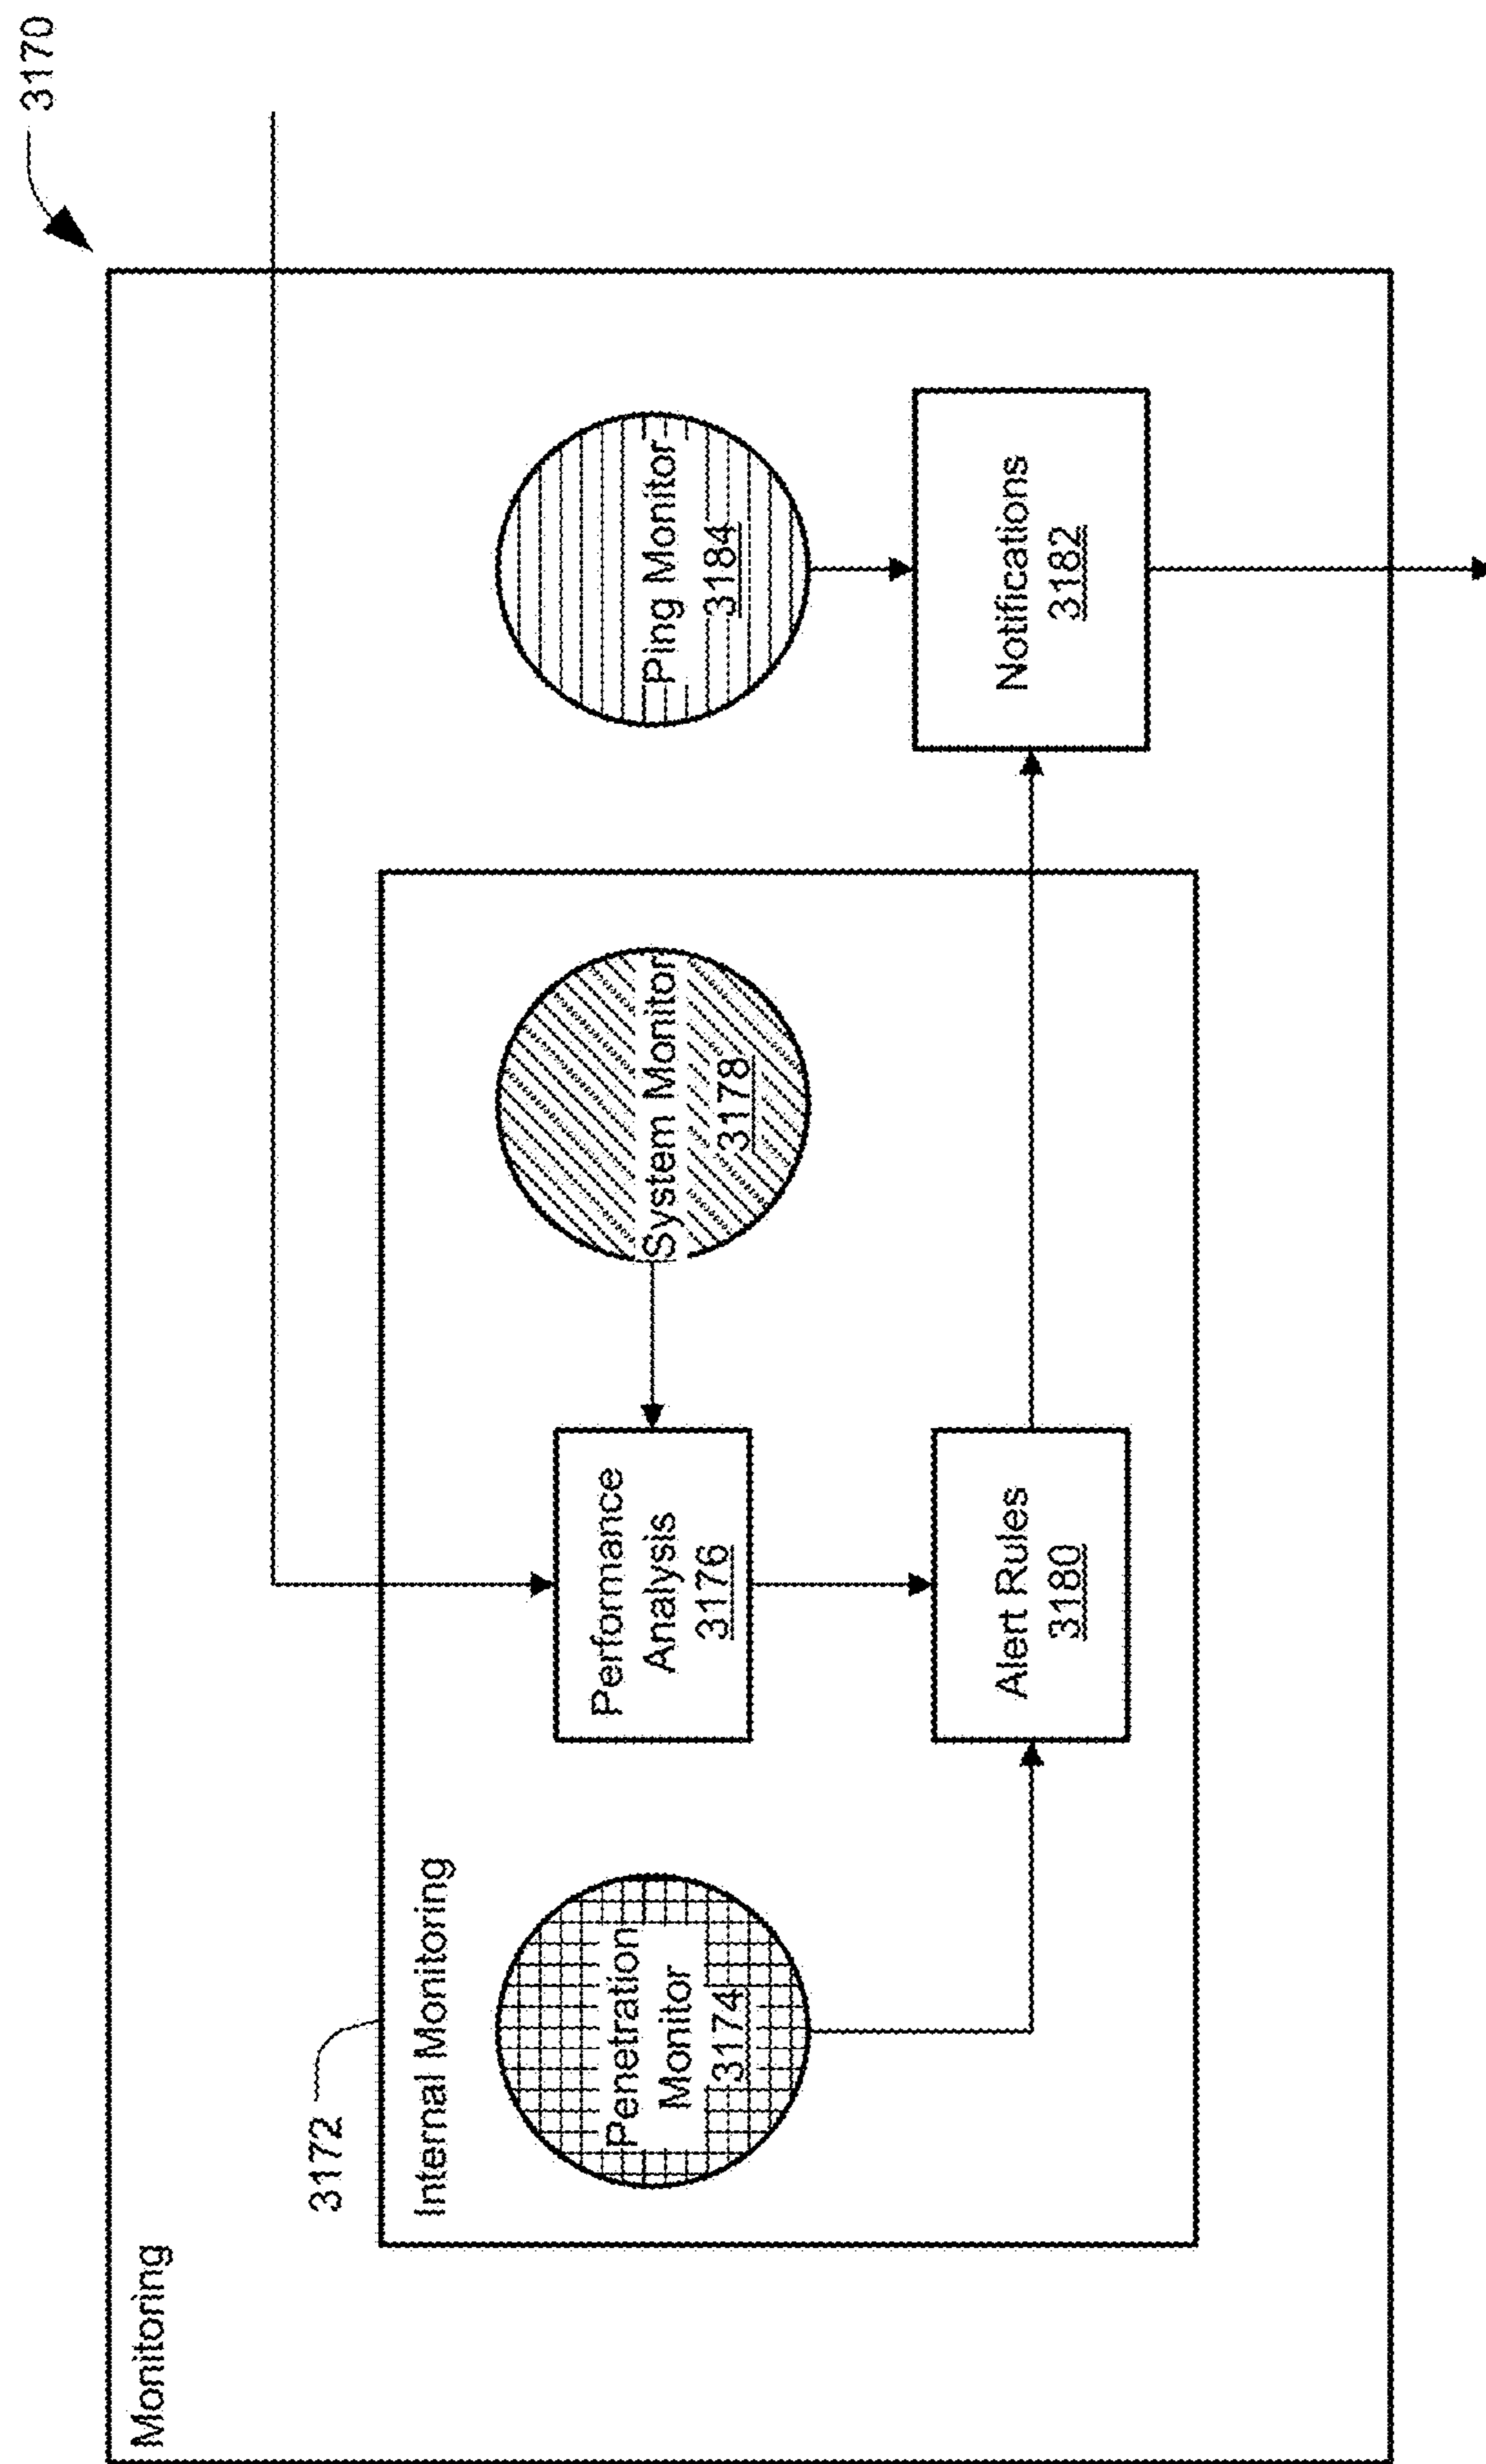 3170
Monitoring
3172
Internal Monitoring
Penetration
Monitor
3174
Performance
Analysis
3176
System Monitor
3178
Ping Monitor
3184
Alert Rules
3180
Notifications
3182